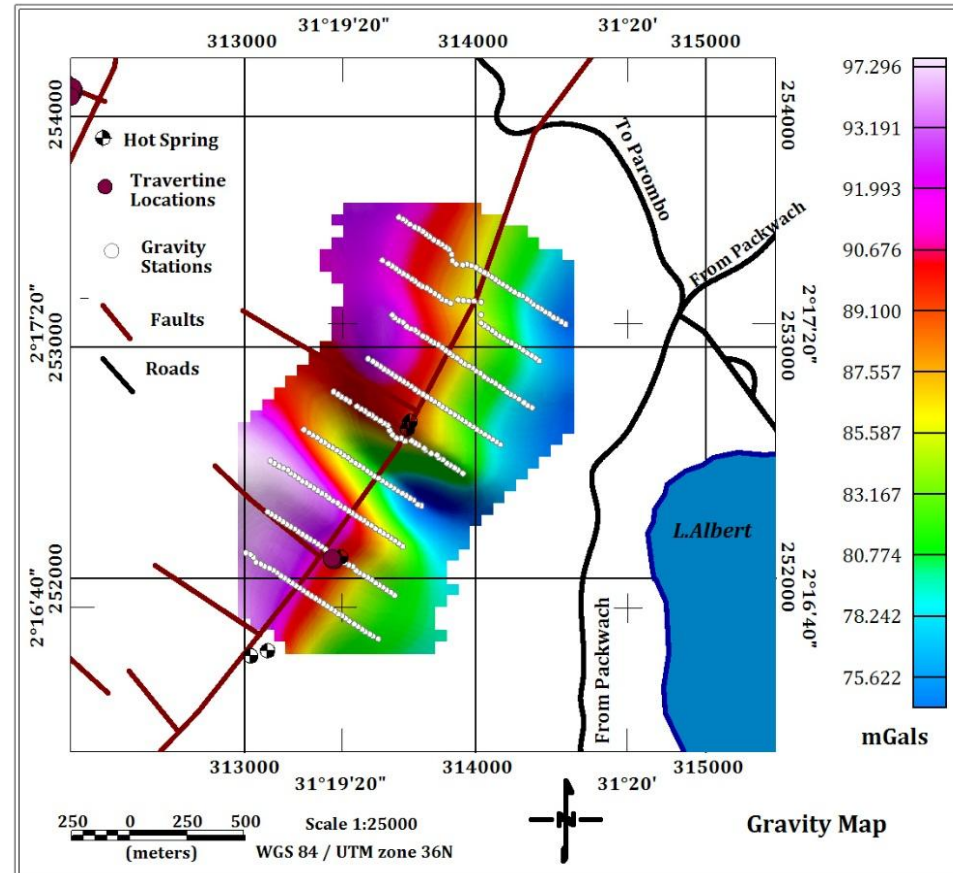 31°19'20"
31°20'
313000
314000
315000
254000
254000
Hot Spring
Travertine
Locations
Gravity
Stations
Faults
Roads
To Parombo
From Packwach
2°17'20"
253000
253000
2°17'20"
L.Albert
2°16'40"
252000
252000
2°16'40"
From Packwach
97.296
93.191
91.993
90.676
89.100
87.557
85.587
83.167
80.774
78.242
75.622
mGals
313000
314000
315000
31°19'20"
31°20'
250
0
250
500
(meters)
Scale 1:25000
WGS 84 / UTM zone 36N
N
Gravity Map